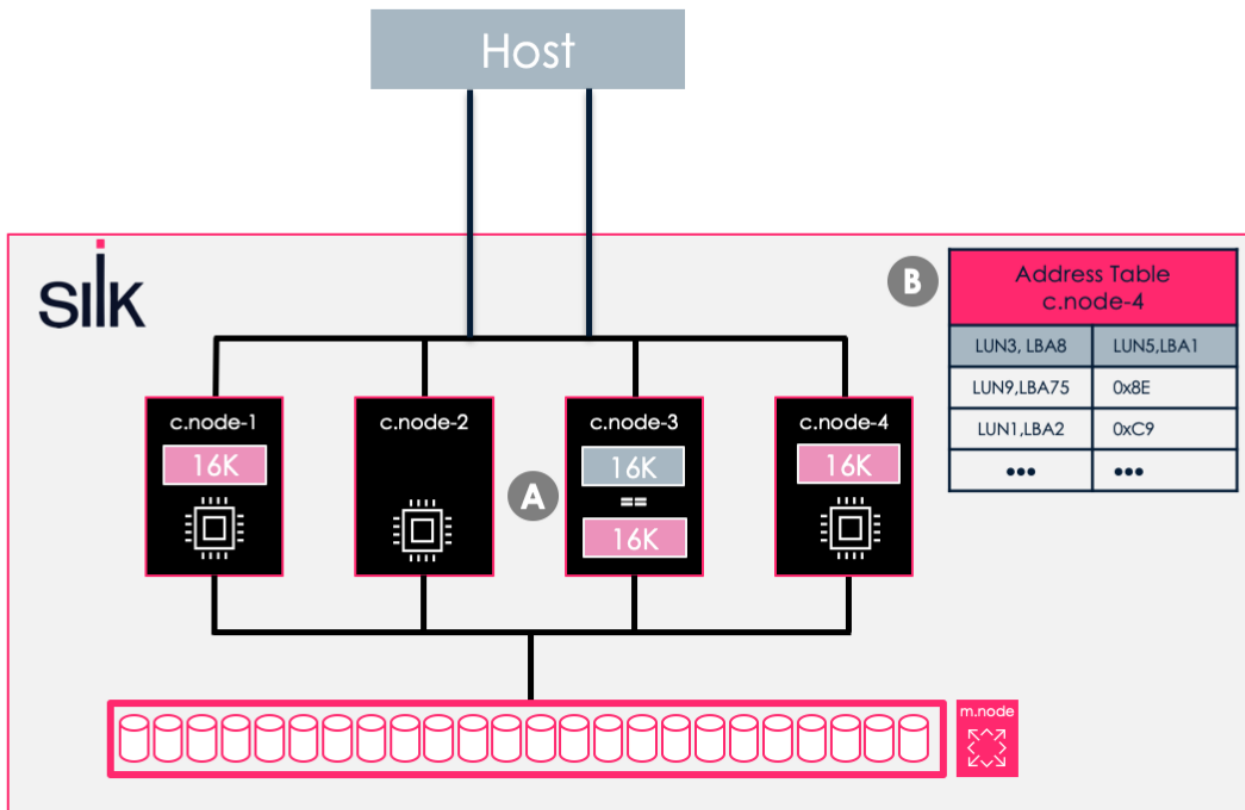 Host
silk
B
Address Table
c.node-4
LUN3, LBA8 LUN5,LBA1
LUN9,LBA75 0x8E
LUN1,LBA2 0xC9
••• •••
c.node-1
16K
c.node-2
A
c.node-3
16K
==
16K
c.node-4
16K
m.node